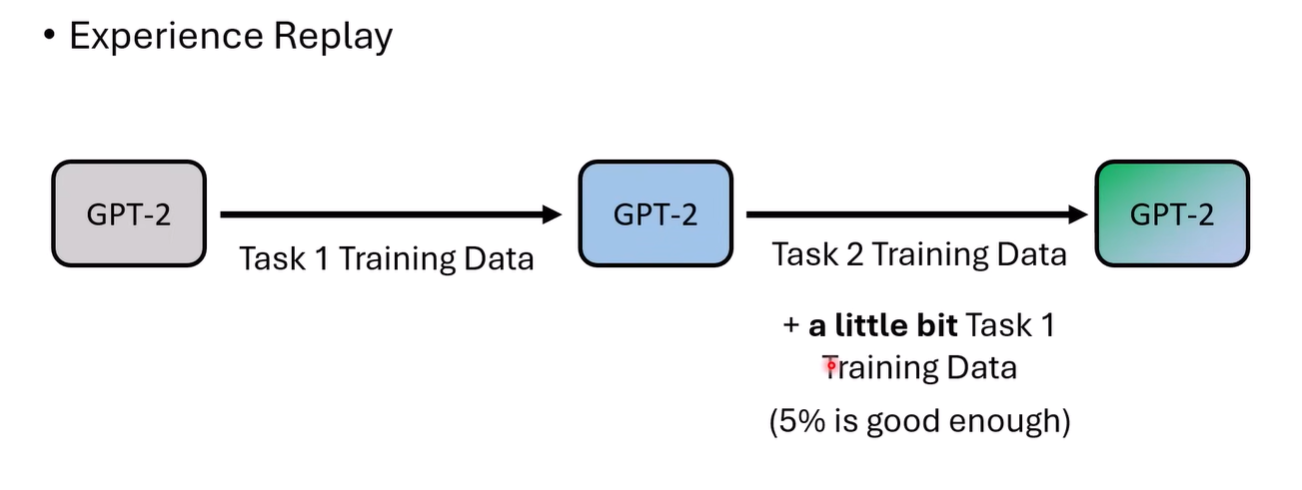 • Experience Replay
GPT-2
GPT-2
GPT-2
Task 1 Training Data
Task 2 Training Data
+ a little bit Task 1
Training Data
(5% is good enough)